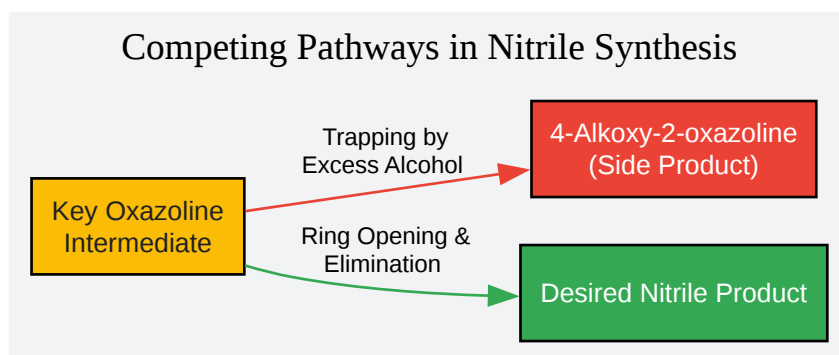 Competing Pathways in Nitrile Synthesis
Trapping by
Excess Alcohol
4-Alkoxy-2-oxazoline
(Side Product)
Key Oxazoline
Intermediate
Ring Opening &
Elimination
Desired Nitrile Product